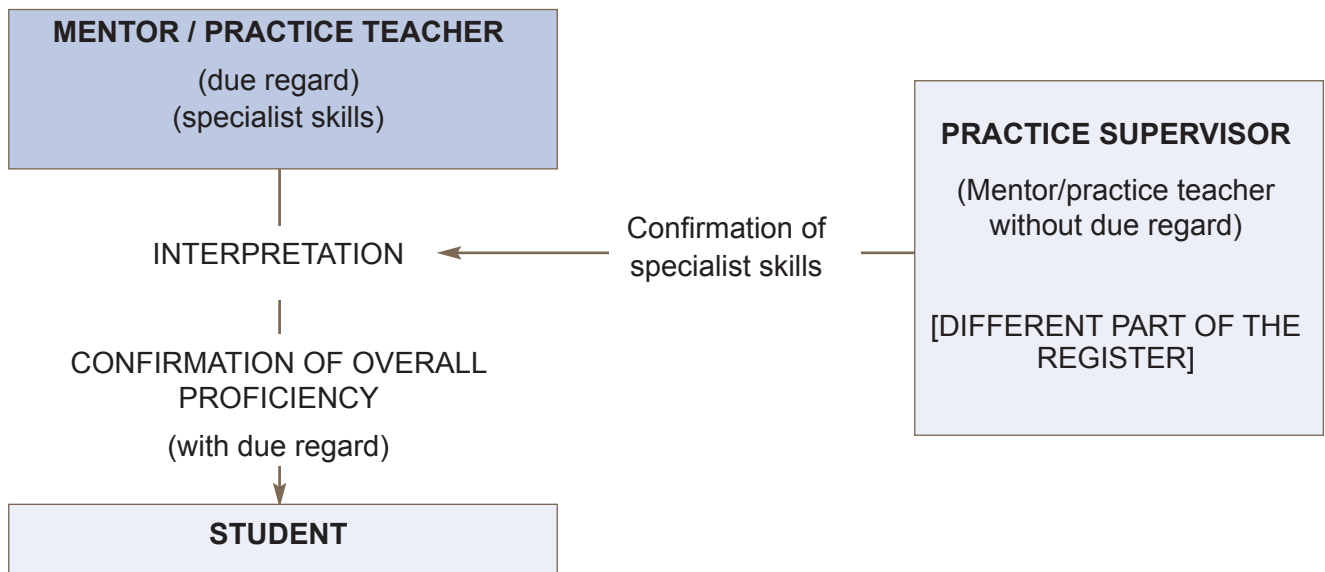 MENTOR / PRACTICE TEACHER
(due regard)
(specialist skills)
INTERPRETATION
CONFIRMATION OF OVERALL
PROFICIENCY
(with due regard)
STUDENT
Confirmation of
specialist skills
PRACTICE SUPERVISOR
(Mentor/practice teacher
without due regard)
[DIFFERENT PART OF THE
REGISTER]